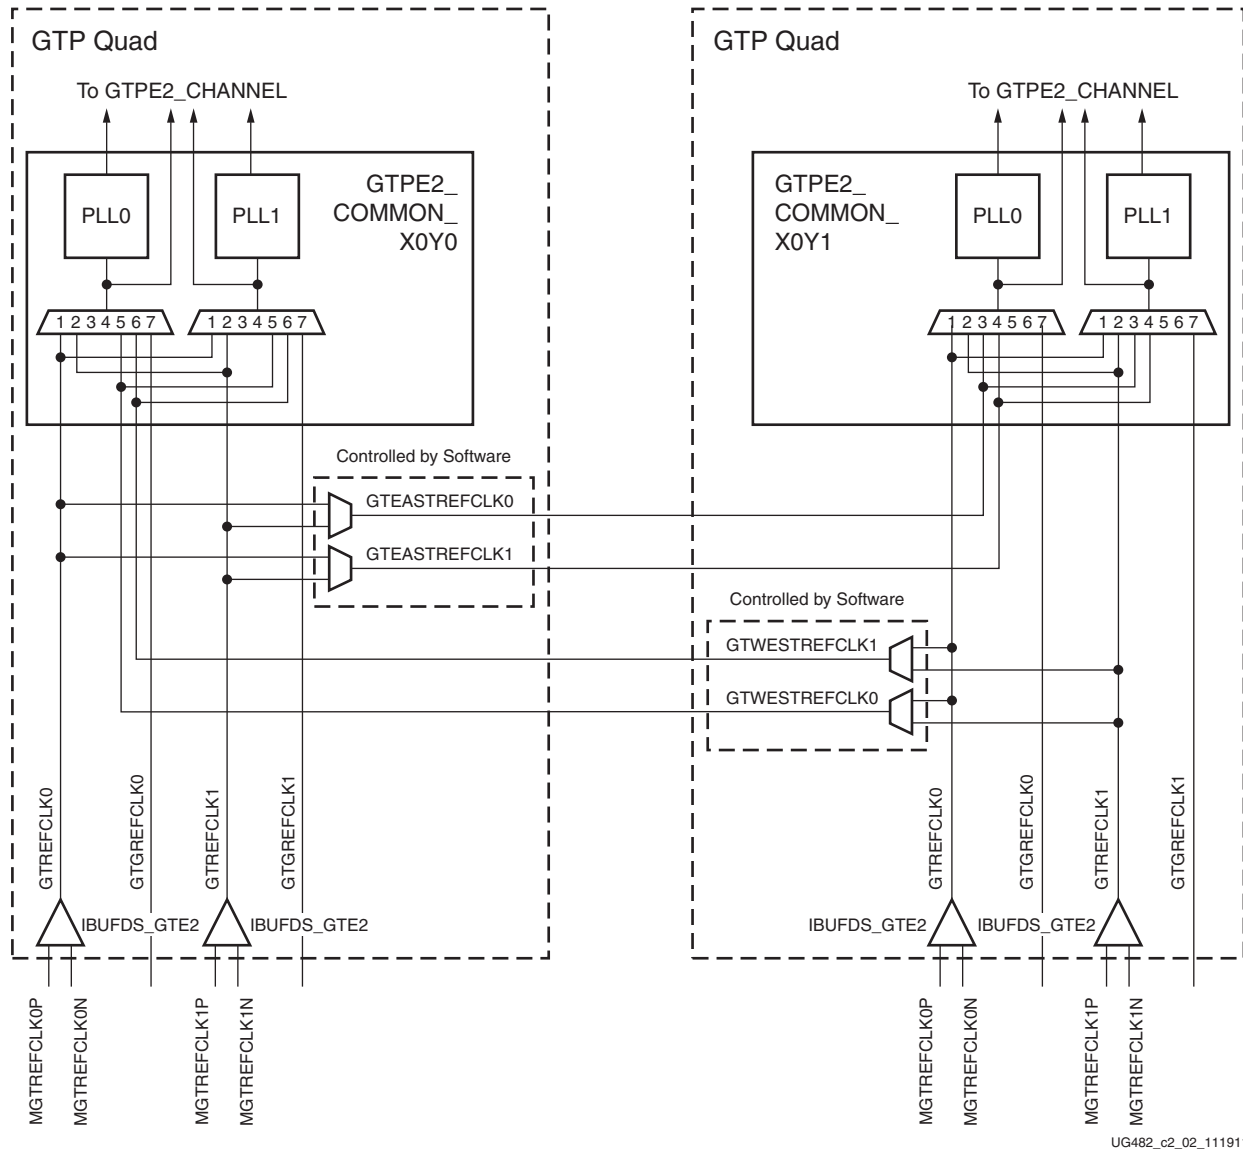 GTP Quad
GTP Quad
To GTPE2_CHANNEL
To GTPE2_CHANNEL
PLL0
PLL1
GTPE2_
COMMON_
X0Y0
GTPE2_
COMMON_
X0Y1
PLL0
PLL1
1 2 3 4 5 6 7
1 2 3 4 5 6 7
1 2 3 4 5 6 7
1 2 3 4 5 6 7
Controlled by Software
GTEASTREFCLK0
GTEASTREFCLK1
Controlled by Software
GTWESTREFCLK1
GTWESTREFCLK0
GTREFCLK0
GTGREFCLK0
GTREFCLK1
GTGREFCLK1
GTREFCLK0
GTGREFCLK0
GTREFCLK1
GTGREFCLK1
IBUFDS_GTE2
IBUFDS_GTE2
IBUFDS_GTE2
IBUFDS_GTE2
MGTREFCLK0P
MGTREFCLK0N
MGTREFCLK1P
MGTREFCLK1N
MGTREFCLK0P
MGTREFCLK0N
MGTREFCLK1P
MGTREFCLK1N
UG482_c2_02_111911